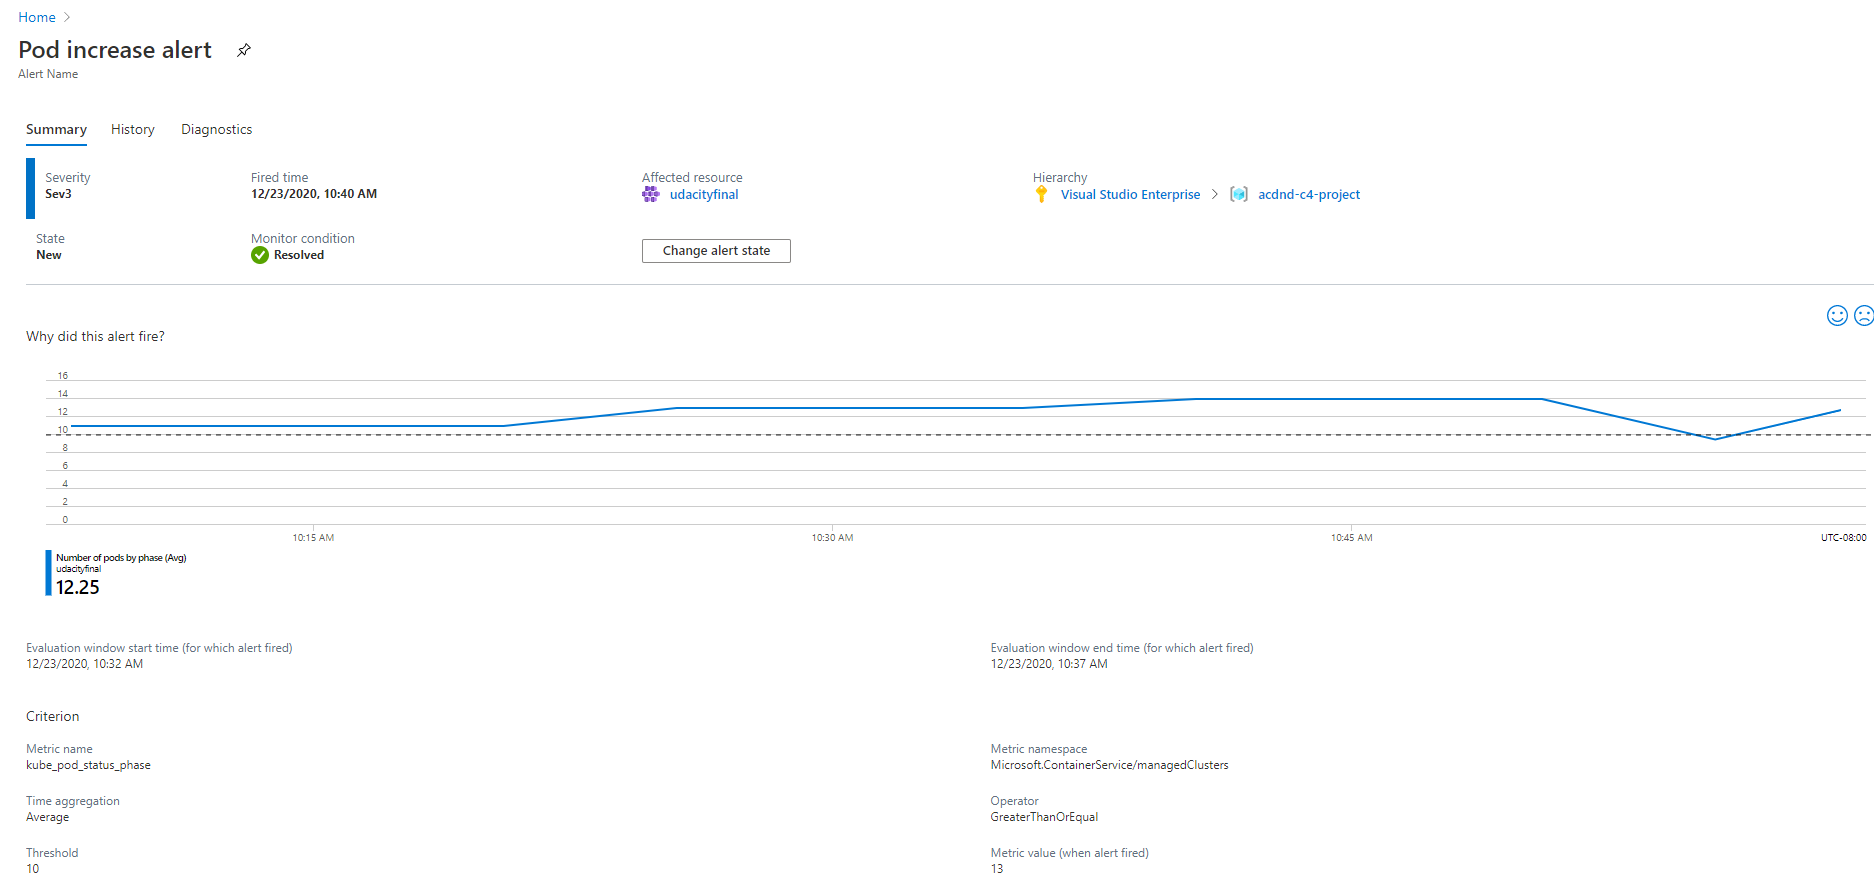 Home
Pod increase alert
Alert Name
Summary History Diagnostics
Severity Fired time Affected resource Hierarchy
Sev3 12/23/2020, 10:40 AM udacityfinal Visual Studio Enterprise > acdnd-c4-project
State Monitor condition
New Resolved Change alert state
Why did this alert fire?
16
14
12
10
8
6
4
2
0
10:15 AM 10:30 AM 10:45 AM UTC-08:00
Number of pods by phase (Avg)
udacityfinal
12.25
Evaluation window start time (for which alert fired) Evaluation window end time (for which alert fired)
12/23/2020, 10:32 AM 12/23/2020, 10:37 AM
Criterion
Metric name Metric namespace
kube_pod_status_phase Microsoft.ContainerService/managedClusters
Time aggregation Operator
Average GreaterThanOrEqual
Threshold Metric value (when alert fired)
10 13